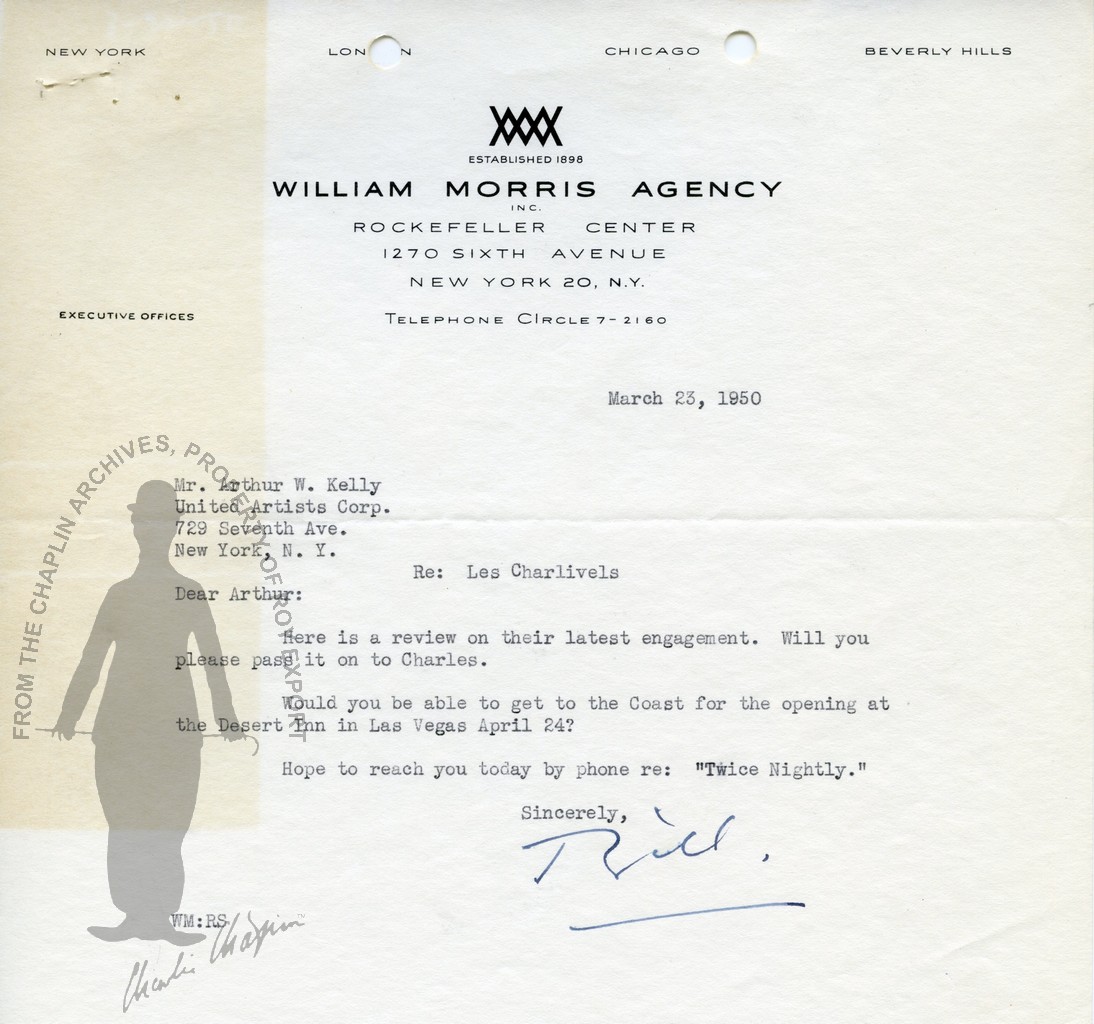 NEW YORK LONDON CHICAGO BEVERLY HILLS
ESTABLISHED 1898
WILLIAM MORRIS AGENCY
INC.
ROCKEFELLER CENTER
1270 SIXTH AVENUE
NEW YORK 20, N.Y.
EXECUTIVE OFFICES
TELEPHONE CIRCLE 7-2160
March 23, 1950
Mr. Arthur W. Kelly
United Artists Corp.
729 Seventh Ave.
New York, N. Y.
Re: Les Charlivels
Dear Arthur:
Here is a review on their latest engagement. Will you
please pass it on to Charles.
Would you be able to get to the Coast for the opening at
the Desert Inn in Las Vegas April 24?
Hope to reach you today by phone re: "Twice Nightly."
Sincerely,
Bill.
WM:RS
FROM THE CHAPLIN ARCHIVES, PROPERTY OF ROY EXPORT
Charlie Chaplin